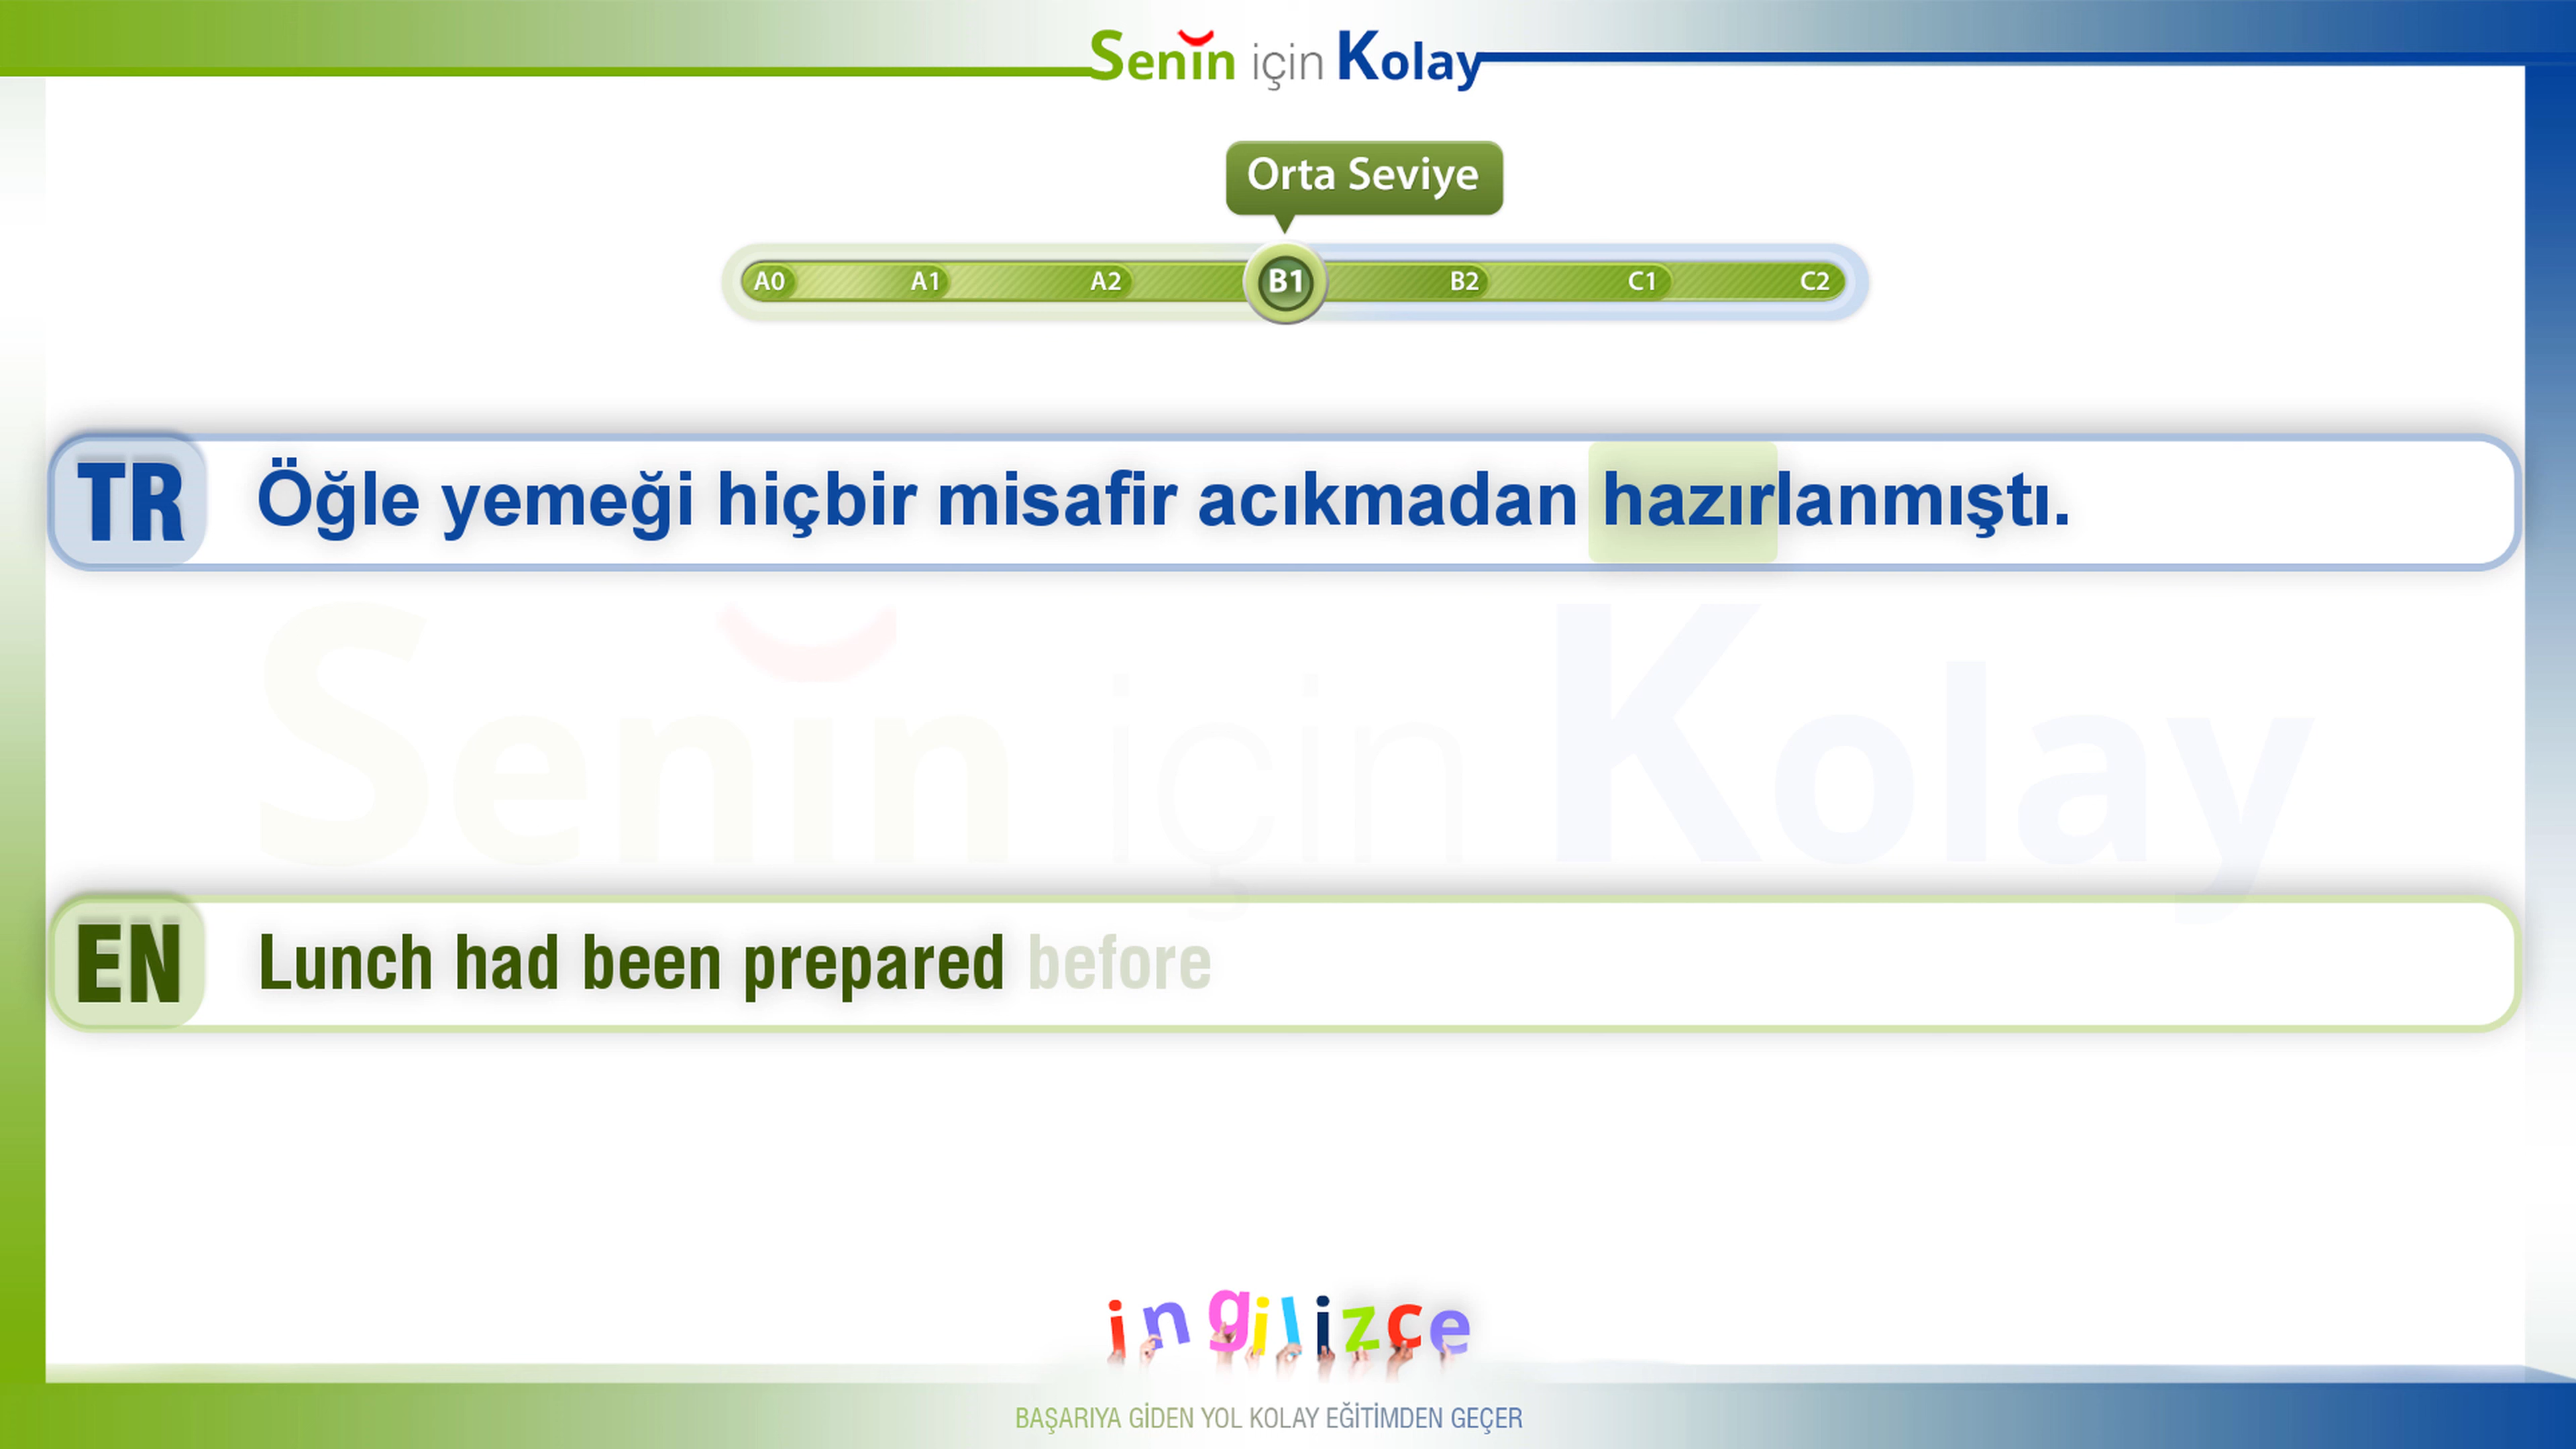 Senin için Kolay
Orta Seviye
A0 A1 A2 B1 B2 C1 C2
TR Öğle yemeği hiçbir misafir acıkmadan hazırlanmıştı.
Senin için Kolay
EN Lunch had been prepared before
ingilizce
BAŞARIYA GİDEN YOL KOLAY EĞİTİMDEN GEÇER